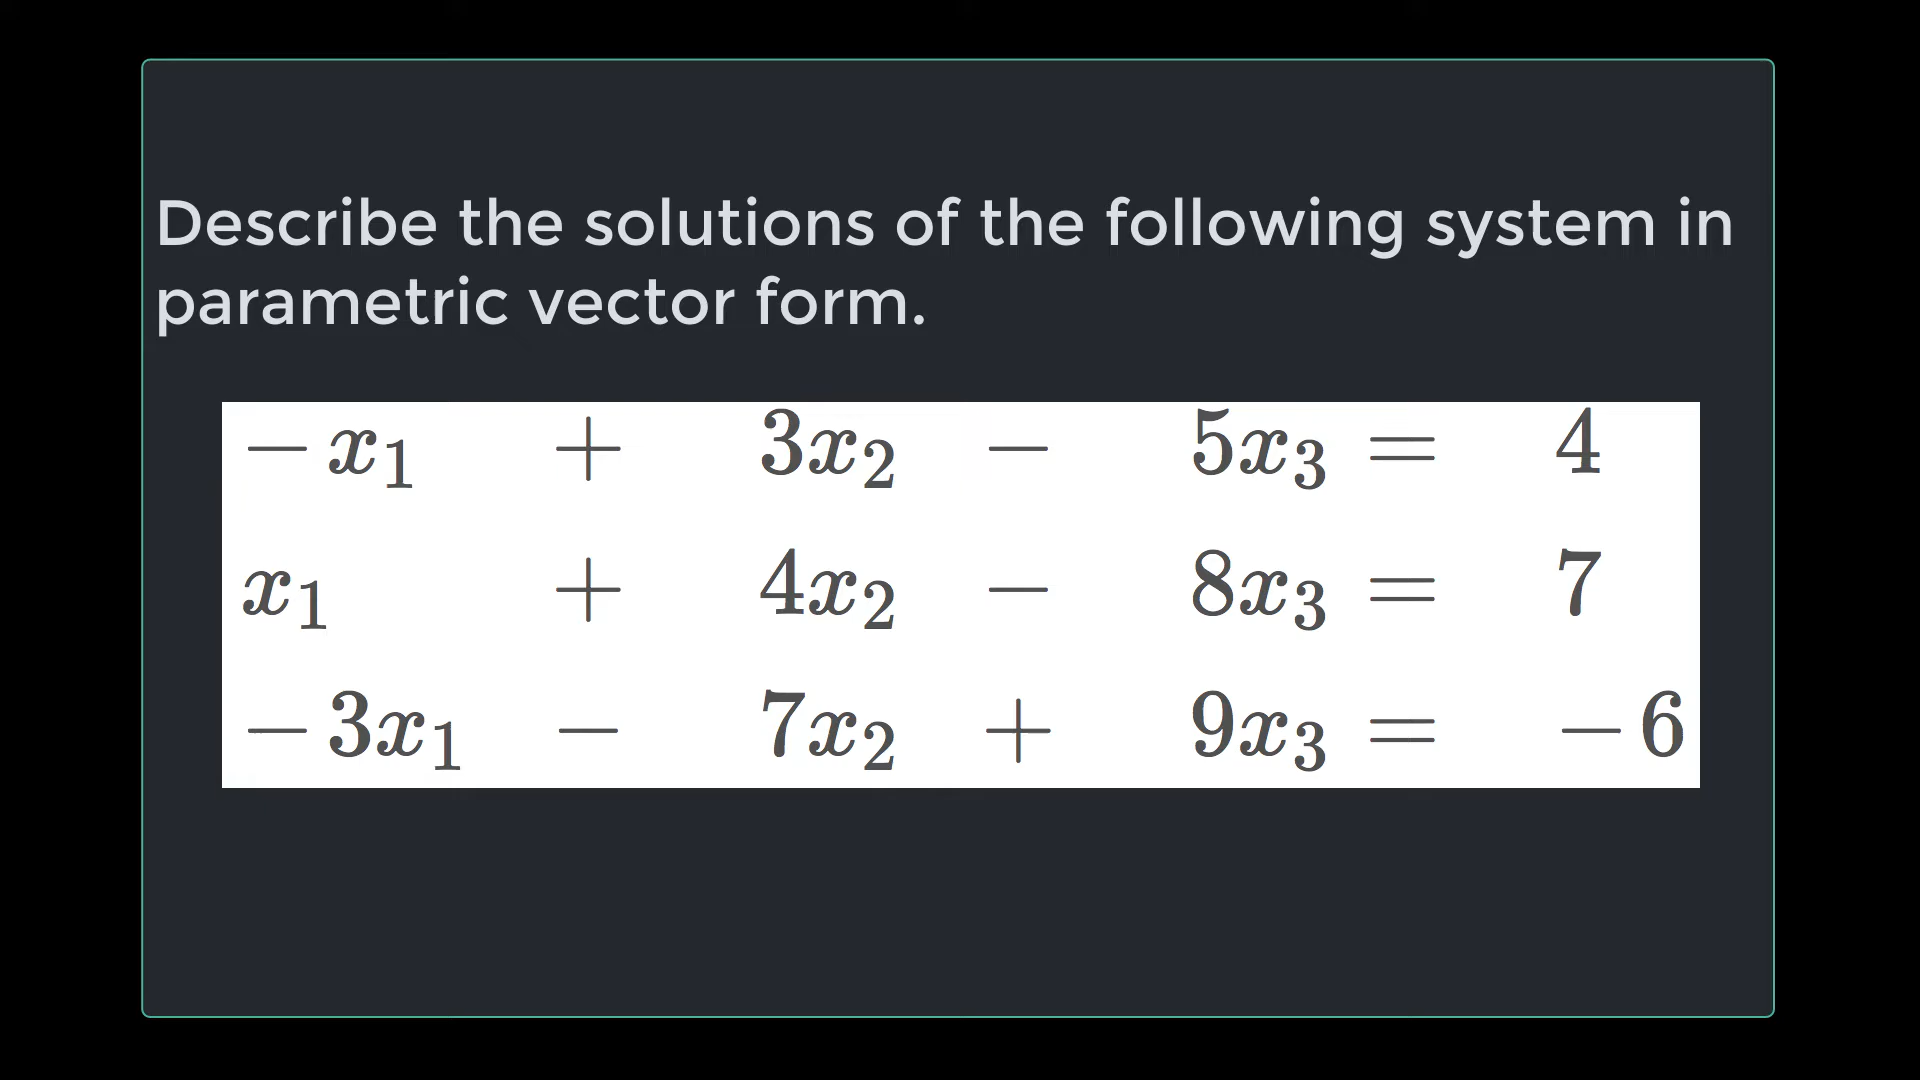 Describe the solutions of the following system in
parametric vector form.
− x₁ + 3x₂ − 5x₃ = 4
x₁ + 4x₂ − 8x₃ = 7
− 3x₁ − 7x₂ + 9x₃ = − 6